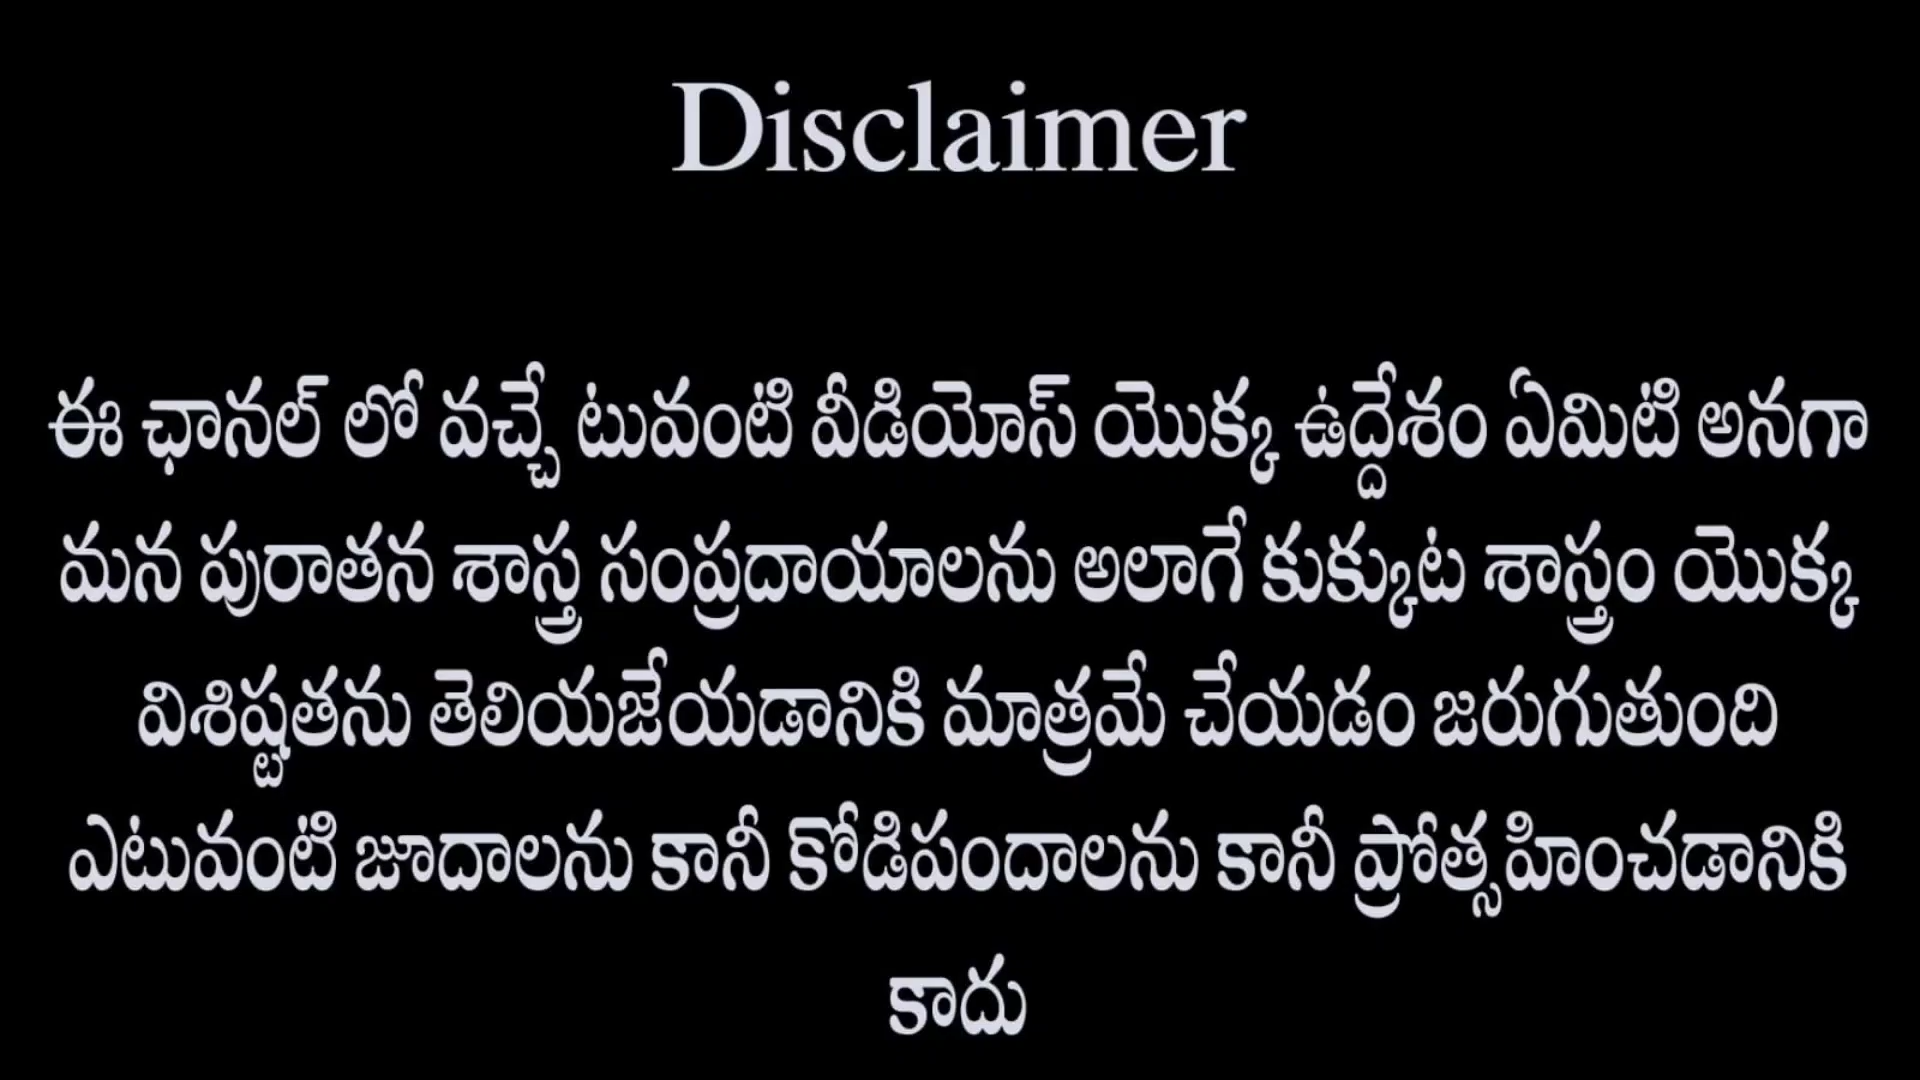 Disclaimer
ఈ ఛానల్ లో వచ్చే టువంటి వీడియోస్ యొక్క ఉద్దేశం ఏమిటి అనగా
మన పురాతన శాస్త్ర సంప్రదాయాలను అలాగే కుక్కుట శాస్త్రం యొక్క
విశిష్టతను తెలియజేయడానికి మాత్రమే చేయడం జరుగుతుంది
ఎటువంటి జూదాలను కానీ కోడిపందాలను కానీ ప్రోత్సహించడానికి
కాదు